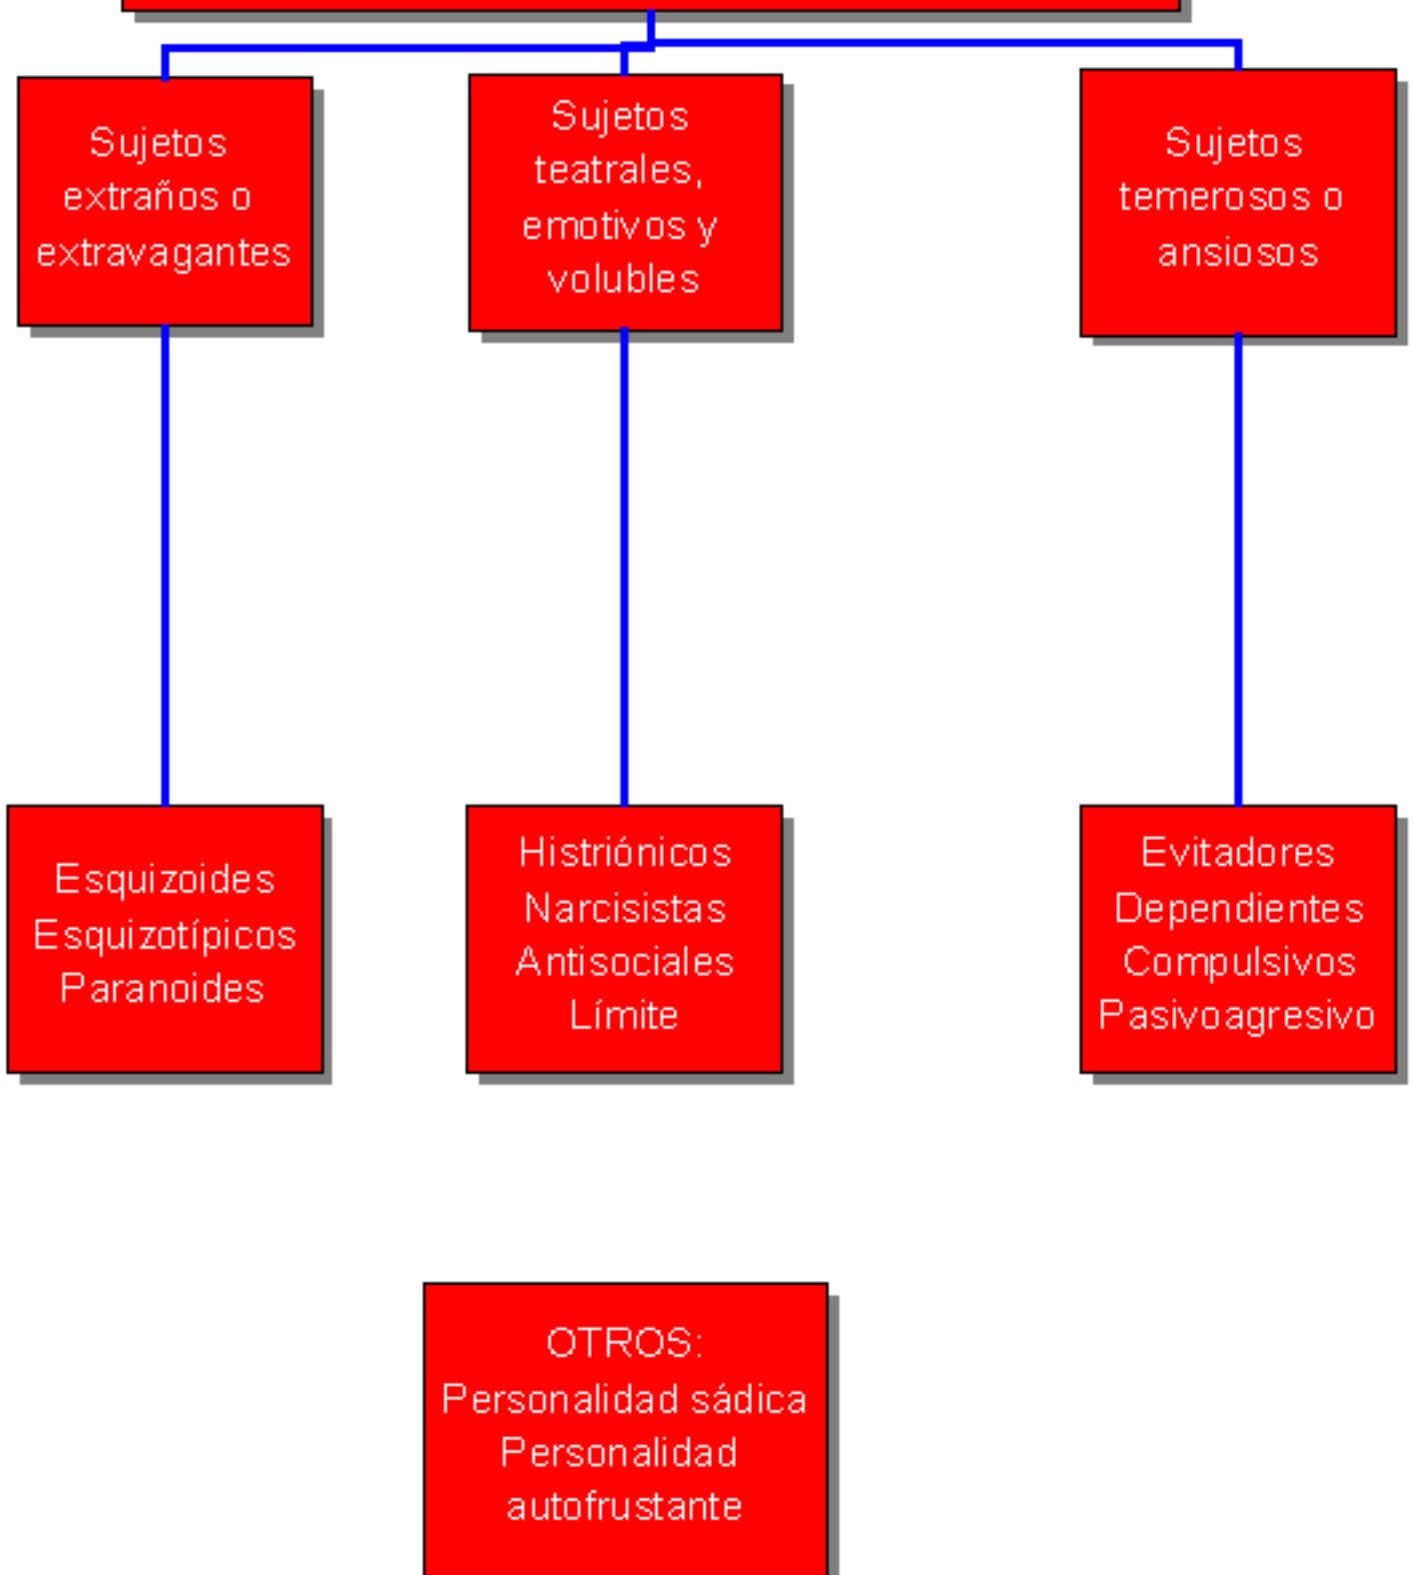 Sujetos
extraños o
extravagantes
Sujetos
teatrales,
emotivos y
volubles
Sujetos
temerosos o
ansiosos
Esquizoides
Esquizotípicos
Paranoides
Histriónicos
Narcisistas
Antisociales
Límite
Evitadores
Dependientes
Compulsivos
Pasivoagresivo
OTROS:
Personalidad sádica
Personalidad
autofrustante